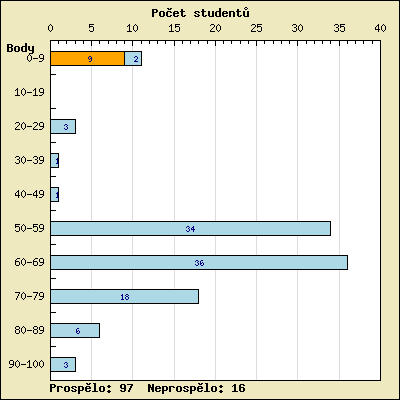 Počet studentů
0 5 10 15 20 25 30 35 40
Body
0-9 9 2
10-19
20-29 3
30-39 1
40-49 1
50-59 34
60-69 36
70-79 18
80-89 6
90-100 3
Prospělo: 97 Neprospělo: 16